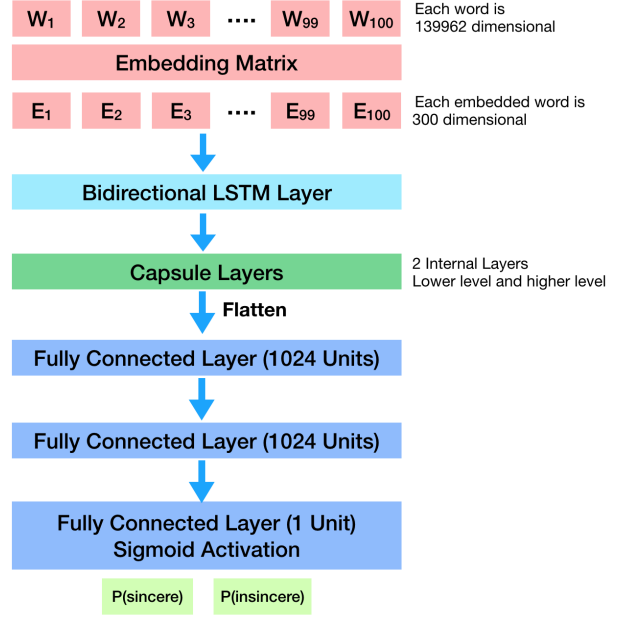 W1 W2 W3 .... W99 W100
Each word is
139962 dimensional
Embedding Matrix
E1 E2 E3 .... E99 E100
Each embedded word is
300 dimensional
Bidirectional LSTM Layer
Capsule Layers
2 Internal Layers
Lower level and higher level
Flatten
Fully Connected Layer (1024 Units)
Fully Connected Layer (1024 Units)
Fully Connected Layer (1 Unit)
Sigmoid Activation
P(sincere) P(insincere)